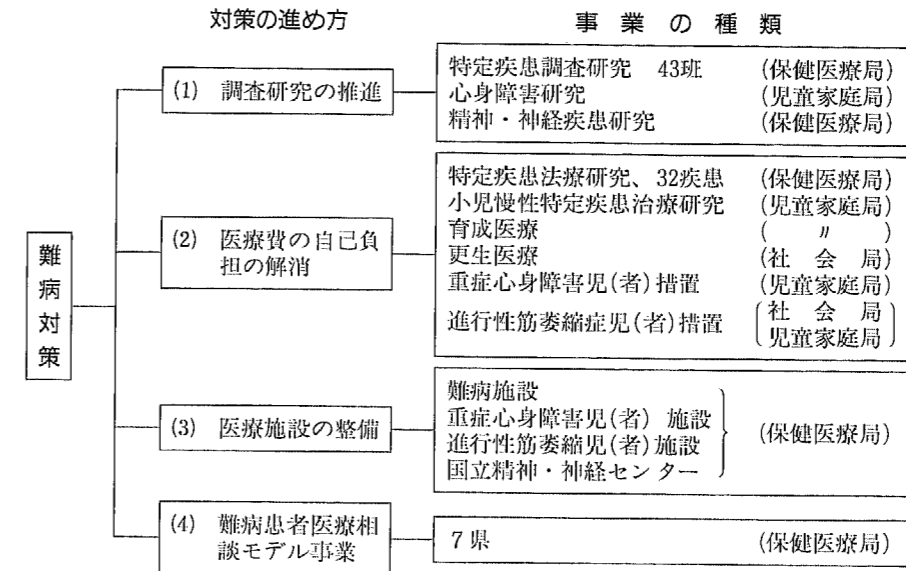 対策の進め方
事業の種類
難病対策
(1) 調査研究の推進
特定疾患調査研究 43班 (保健医療局)
心身障害研究 (児童家庭局)
精神・神経疾患研究 (保健医療局)
(2) 医療費の自己負
担の解消
特定疾患法療研究、32疾患 (保健医療局)
小児慢性特定疾患治療研究 (児童家庭局)
育成医療 ( 〃 )
更生医療 (社会局)
重症心身障害児(者)措置 (児童家庭局)
進行性筋萎縮症児(者)措置 (社会局
児童家庭局)
(3) 医療施設の整備
難病施設
重症心身障害児(者) 施設
進行性筋萎縮児(者)施設
国立精神・神経センター
(保健医療局)
(4) 難病患者医療相
談モデル事業
7県 (保健医療局)